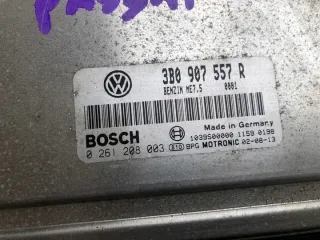 3B0 907 557 R
BENZIN ME7.5 0001
BOSCH
Made in Germany
1039S00000 1159 0198
0 261 208 003 BPG MOTRONIC 02-08-13